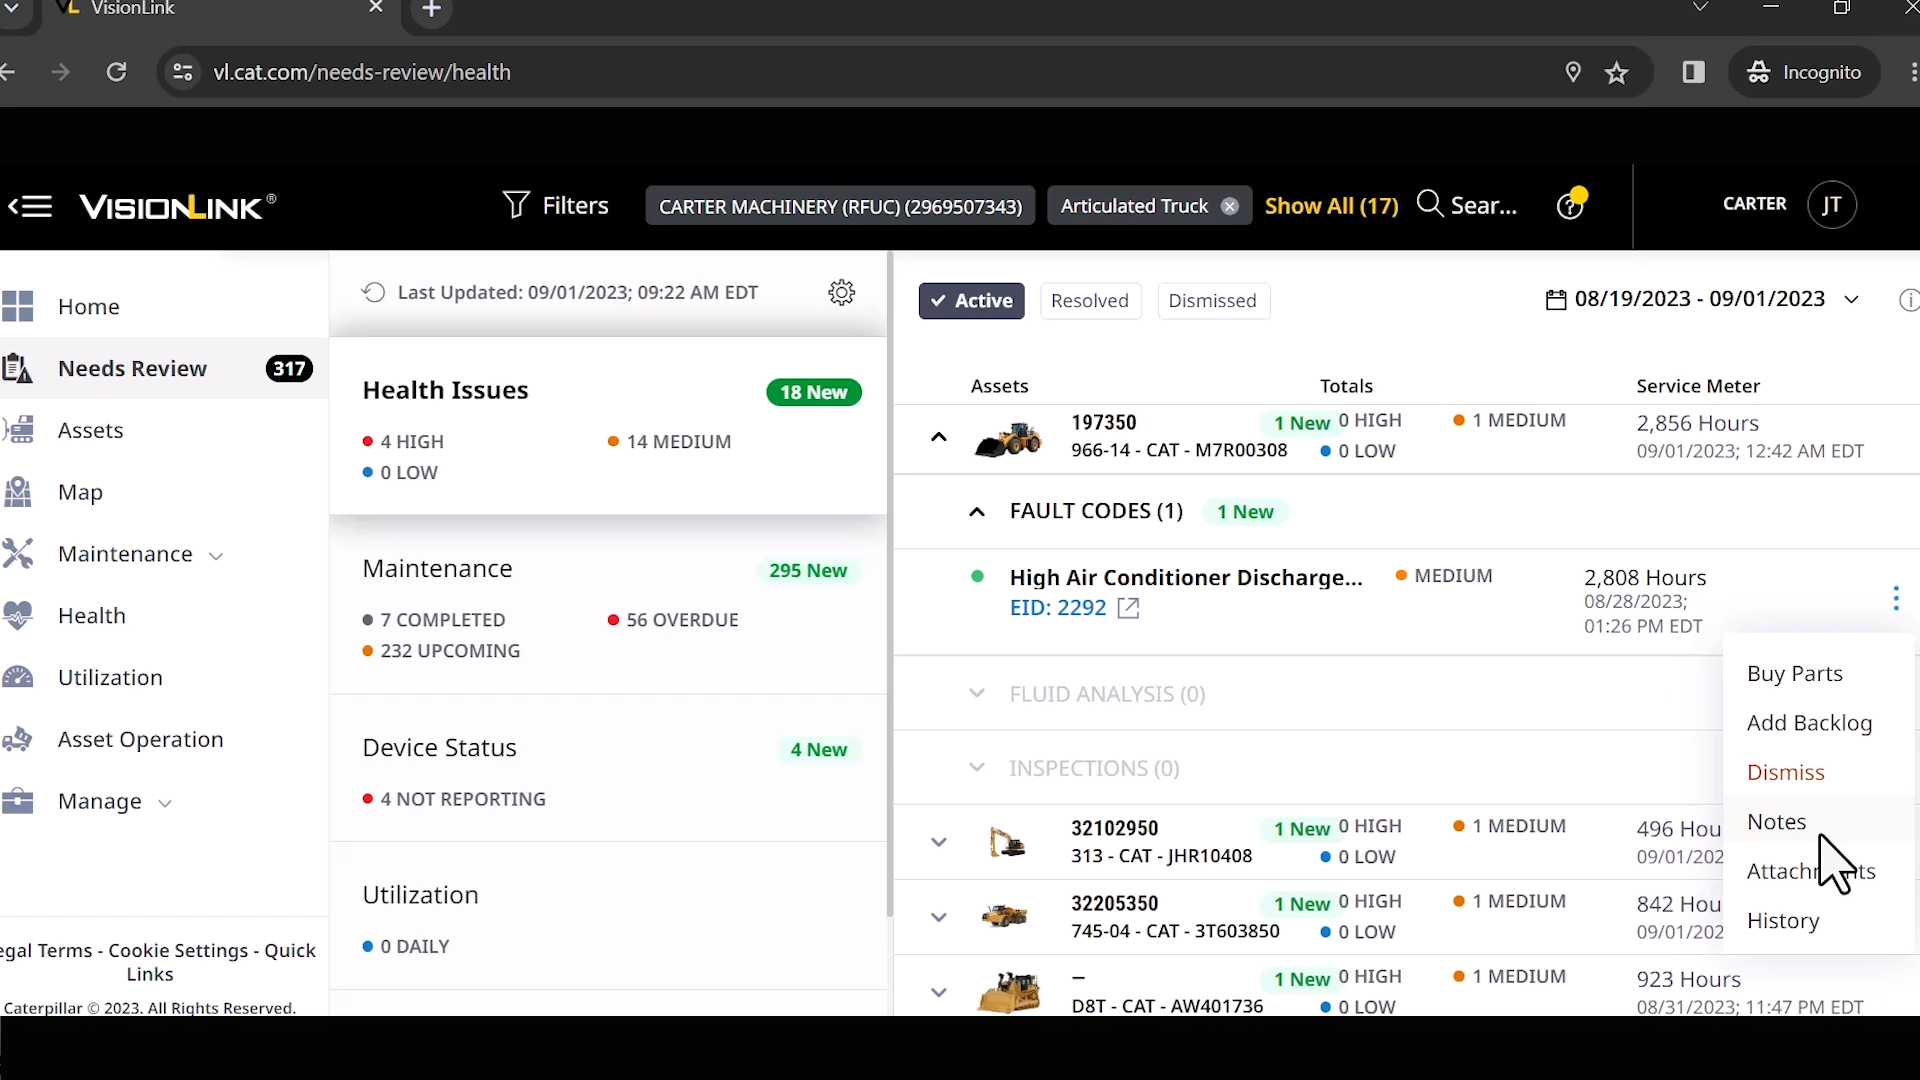 VisionLink
vl.cat.com/needs-review/health
Incognito
VISIONLINK®
Filters
CARTER MACHINERY (RFUC) (2969507343)
Articulated Truck
Show All (17)
Sear...
CARTER
JT
Home
Needs Review 317
Assets
Map
Maintenance
Health
Utilization
Asset Operation
Manage
egal Terms - Cookie Settings - Quick
Links
Caterpillar © 2023. All Rights Reserved.
Last Updated: 09/01/2023; 09:22 AM EDT
Health Issues 18 New
4 HIGH 14 MEDIUM
0 LOW
Maintenance 295 New
7 COMPLETED 56 OVERDUE
232 UPCOMING
Device Status 4 New
4 NOT REPORTING
Utilization
0 DAILY
Active Resolved Dismissed
08/19/2023 - 09/01/2023
Assets Totals Service Meter
197350 1 New 0 HIGH 1 MEDIUM 2,856 Hours
966-14 - CAT - M7R00308 0 LOW 09/01/2023; 12:42 AM EDT
FAULT CODES (1) 1 New
High Air Conditioner Discharge... MEDIUM 2,808 Hours
EID: 2292 08/28/2023;
01:26 PM EDT
FLUID ANALYSIS (0)
INSPECTIONS (0)
32102950 1 New 0 HIGH 1 MEDIUM 496 Hou
313 - CAT - JHR10408 0 LOW 09/01/202
32205350 1 New 0 HIGH 1 MEDIUM 842 Hou
745-04 - CAT - 3T603850 0 LOW 09/01/202
– 1 New 0 HIGH 1 MEDIUM 923 Hours
D8T - CAT - AW401736 0 LOW 08/31/2023; 11:47 PM EDT
Buy Parts
Add Backlog
Dismiss
Notes
History